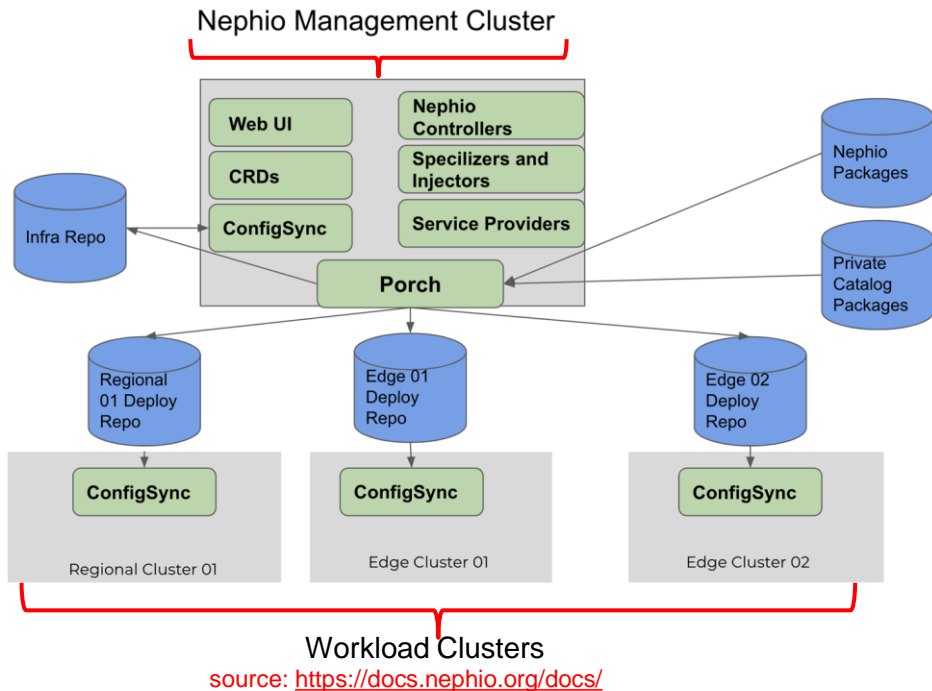 Nephio Management Cluster
Web UI
Nephio
Controllers
CRDs
Specilizers and
Injectors
ConfigSync
Service Providers
Porch
Infra Repo
Nephio
Packages
Private
Catalog
Packages
Regional
01 Deploy
Repo
Edge 01
Deploy
Repo
Edge 02
Deploy
Repo
ConfigSync
ConfigSync
ConfigSync
Regional Cluster 01
Edge Cluster 01
Edge Cluster 02
Workload Clusters
source: https://docs.nephio.org/docs/